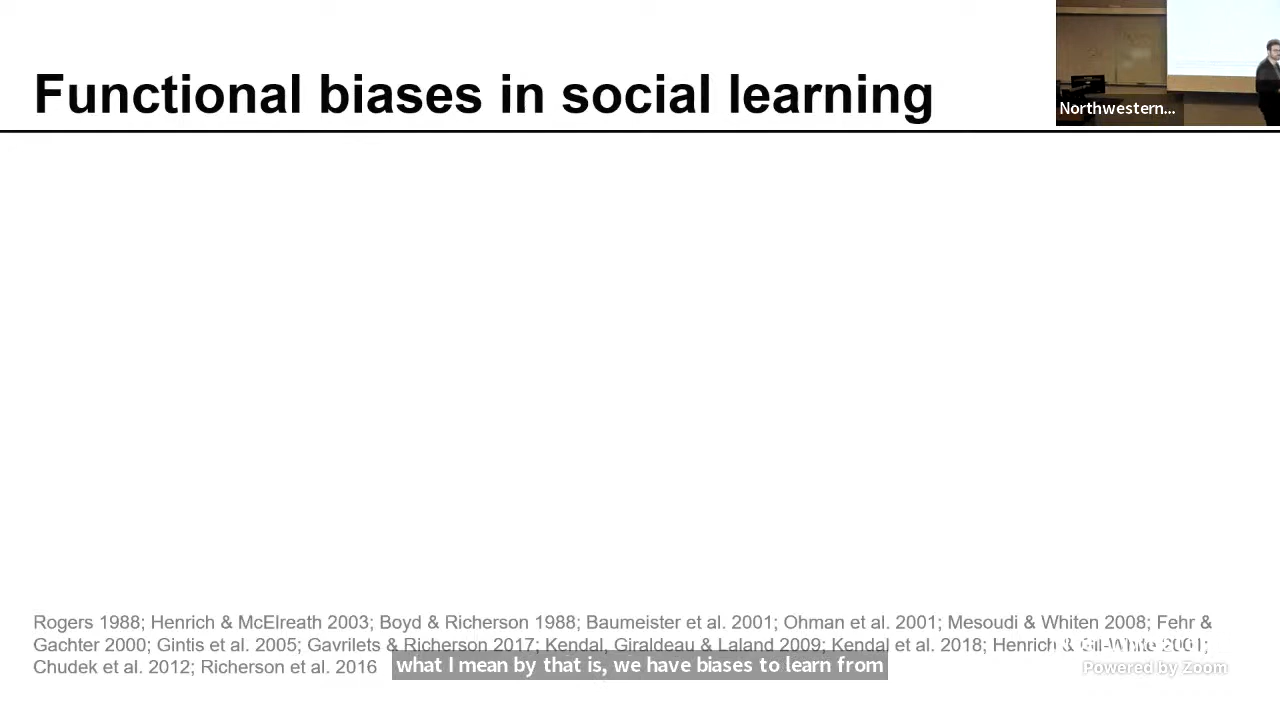 Functional biases in social learning
Northwestern...
Rogers 1988; Henrich & McElreath 2003; Boyd & Richerson 1988; Baumeister et al. 2001; Ohman et al. 2001; Mesoudi & Whiten 2008; Fehr &
Gachter 2000; Gintis et al. 2005; Gavrilets & Richerson 2017; Kendal, Giraldeau & Laland 2009; Kendal et al. 2018; Henrich & Gil-White 2001;
Chudek et al. 2012; Richerson et al. 2016
what I mean by that is, we have biases to learn from
Powered by Zoom